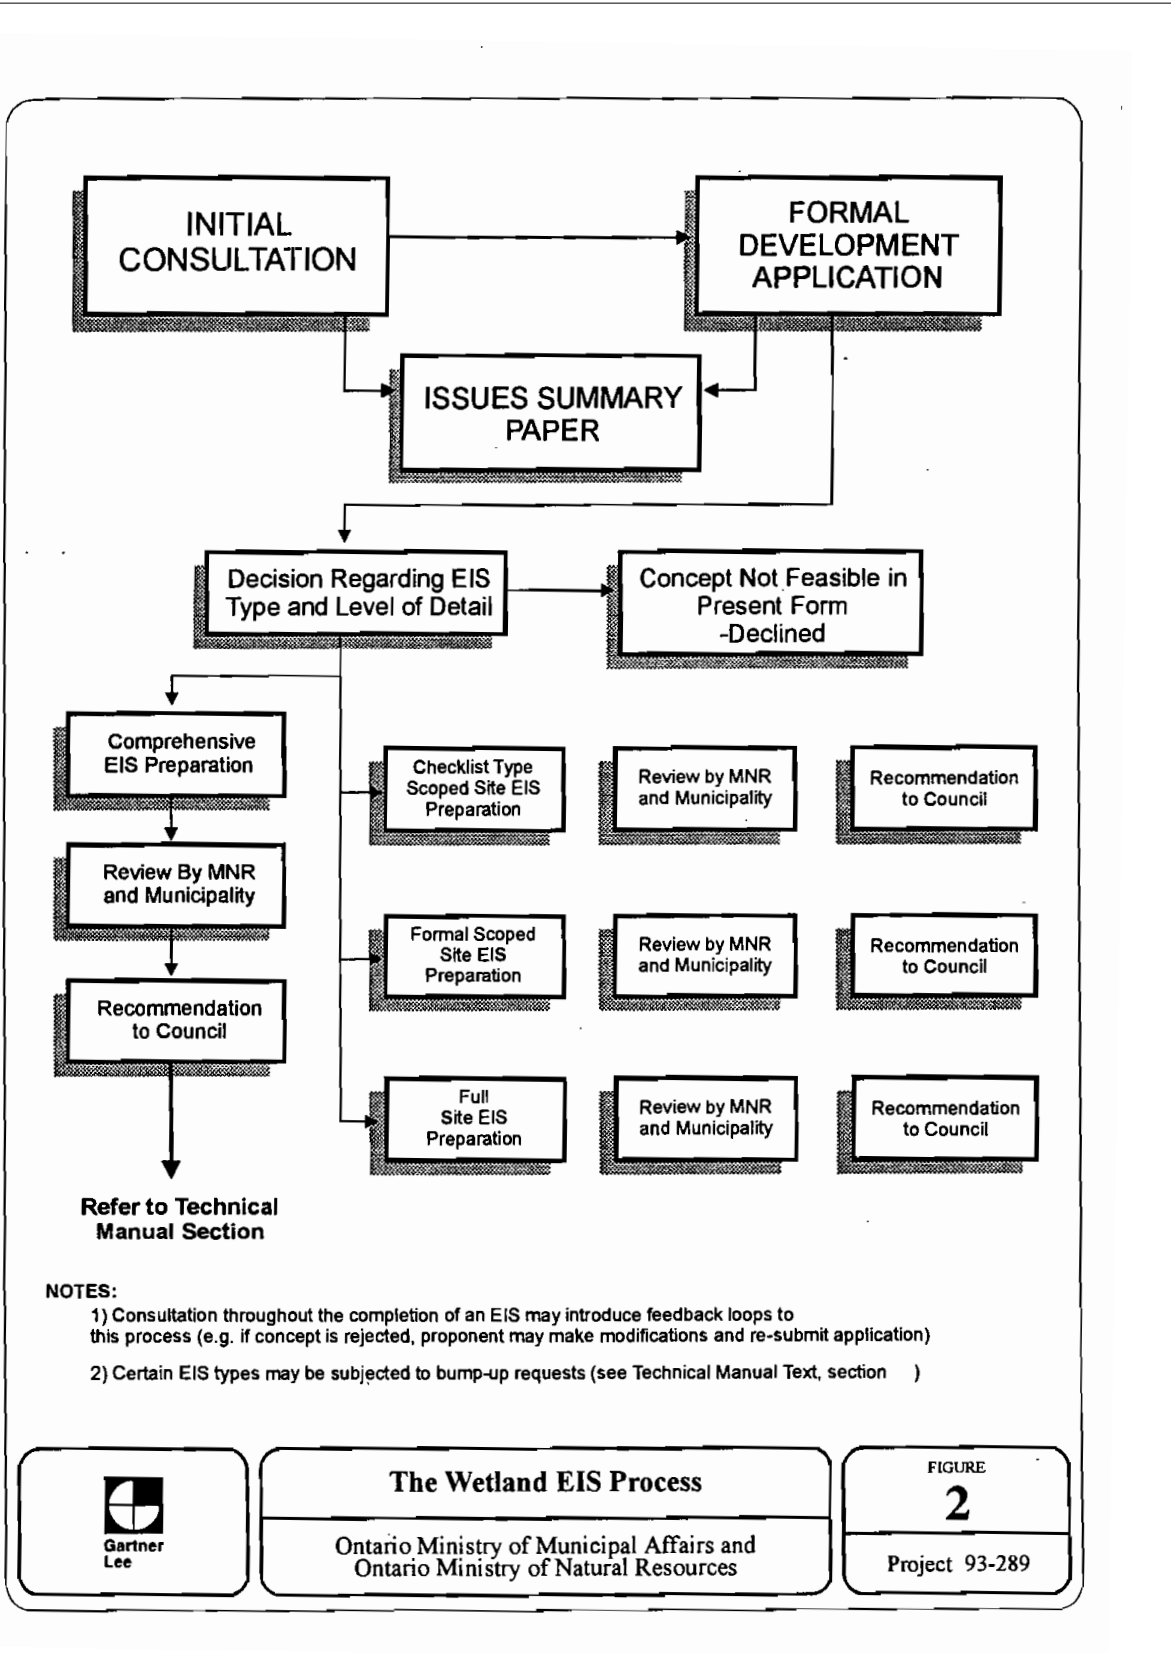 INITIAL
CONSULTATION
FORMAL
DEVELOPMENT
APPLICATION
ISSUES SUMMARY
PAPER
Decision Regarding EIS
Type and Level of Detail
Concept Not Feasible in
Present Form
-Declined
Comprehensive
EIS Preparation
Review By MNR
and Municipality
Recommendation
to Council
Refer to Technical
Manual Section
Checklist Type
Scoped Site EIS
Preparation
Review by MNR
and Municipality
Recommendation
to Council
Formal Scoped
Site EIS
Preparation
Review by MNR
and Municipality
Recommendation
to Council
Full
Site EIS
Preparation
Review by MNR
and Municipality
Recommendation
to Council
NOTES:
1) Consultation throughout the completion of an EIS may introduce feedback loops to
this process (e.g. if concept is rejected, proponent may make modifications and re-submit application)
2) Certain EIS types may be subjected to bump-up requests (see Technical Manual Text, section )
Gartner
Lee
The Wetland EIS Process
Ontario Ministry of Municipal Affairs and
Ontario Ministry of Natural Resources
FIGURE
2
Project 93-289